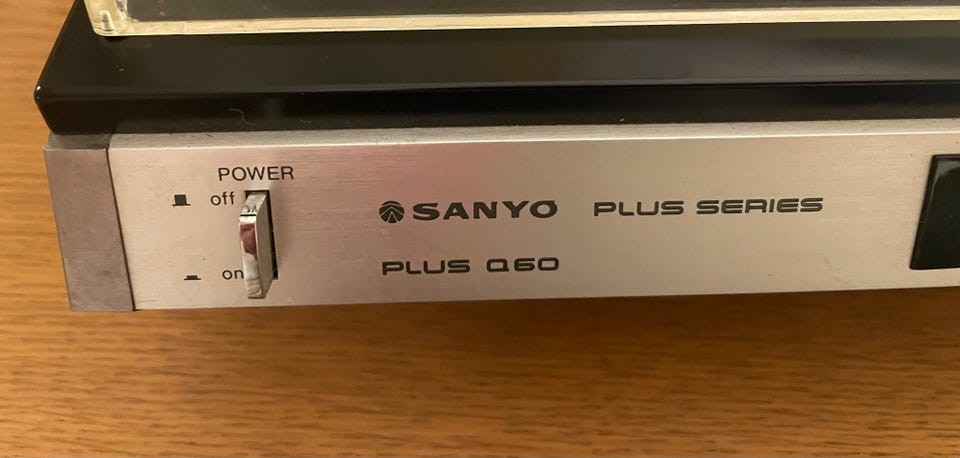 POWER
off
on
SANYO PLUS SERIES
PLUS Q60